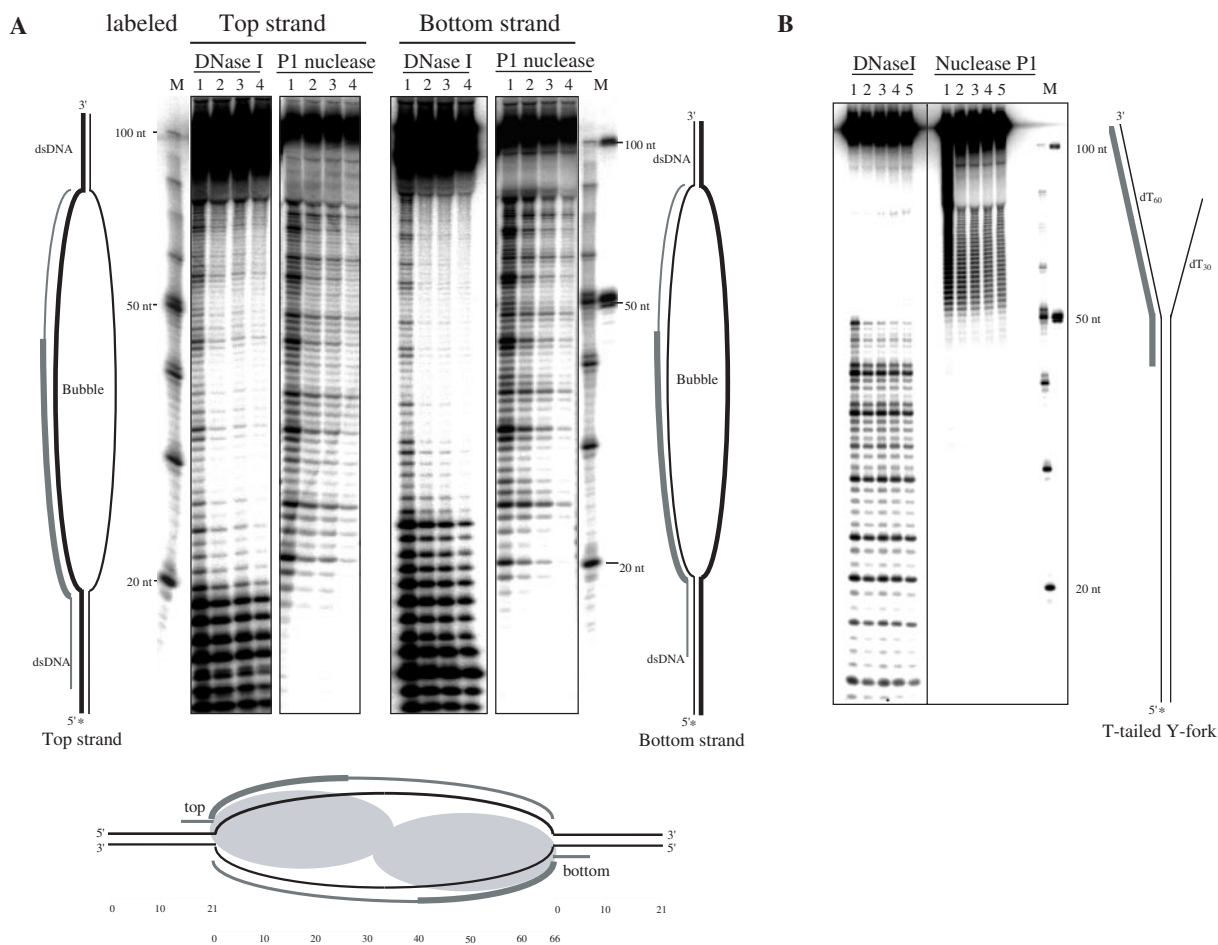 A
labeled
Top strand
Bottom strand
DNase I
P1 nuclease
DNase I
P1 nuclease
M
1 2 3 4
1 2 3 4
1 2 3 4
1 2 3 4
M
3'
dsDNA
Bubble
dsDNA
5'*
Top strand
100 nt
50 nt
20 nt
100 nt
50 nt
20 nt
3'
dsDNA
Bubble
dsDNA
5'*
Bottom strand
top
5'
3'
3'
5'
bottom
0 10 21
0 10 21
0 10 20 30 40 50 60 66
B
DNaseI
Nuclease P1
1 2 3 4 5
1 2 3 4 5
M
100 nt
50 nt
20 nt
3'
dT60
dT30
5'*
T-tailed Y-fork